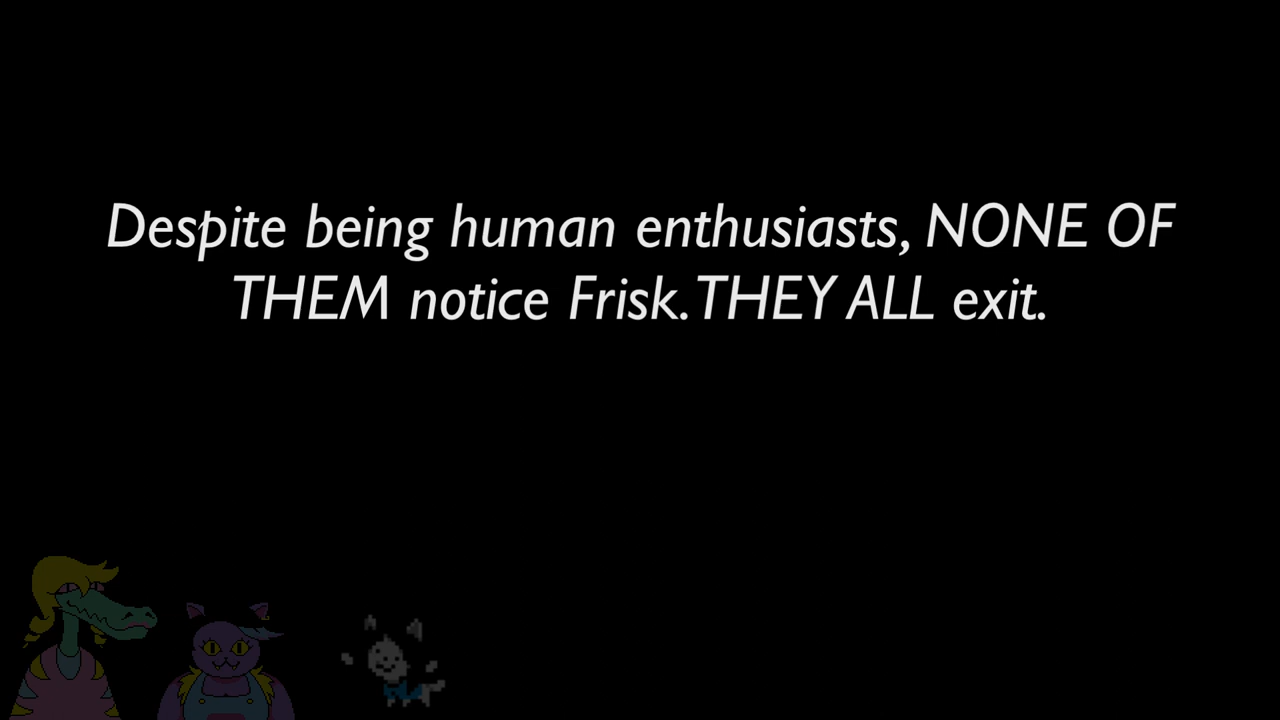 Despite being human enthusiasts, NONE OF
THEM notice Frisk. THEY ALL exit.